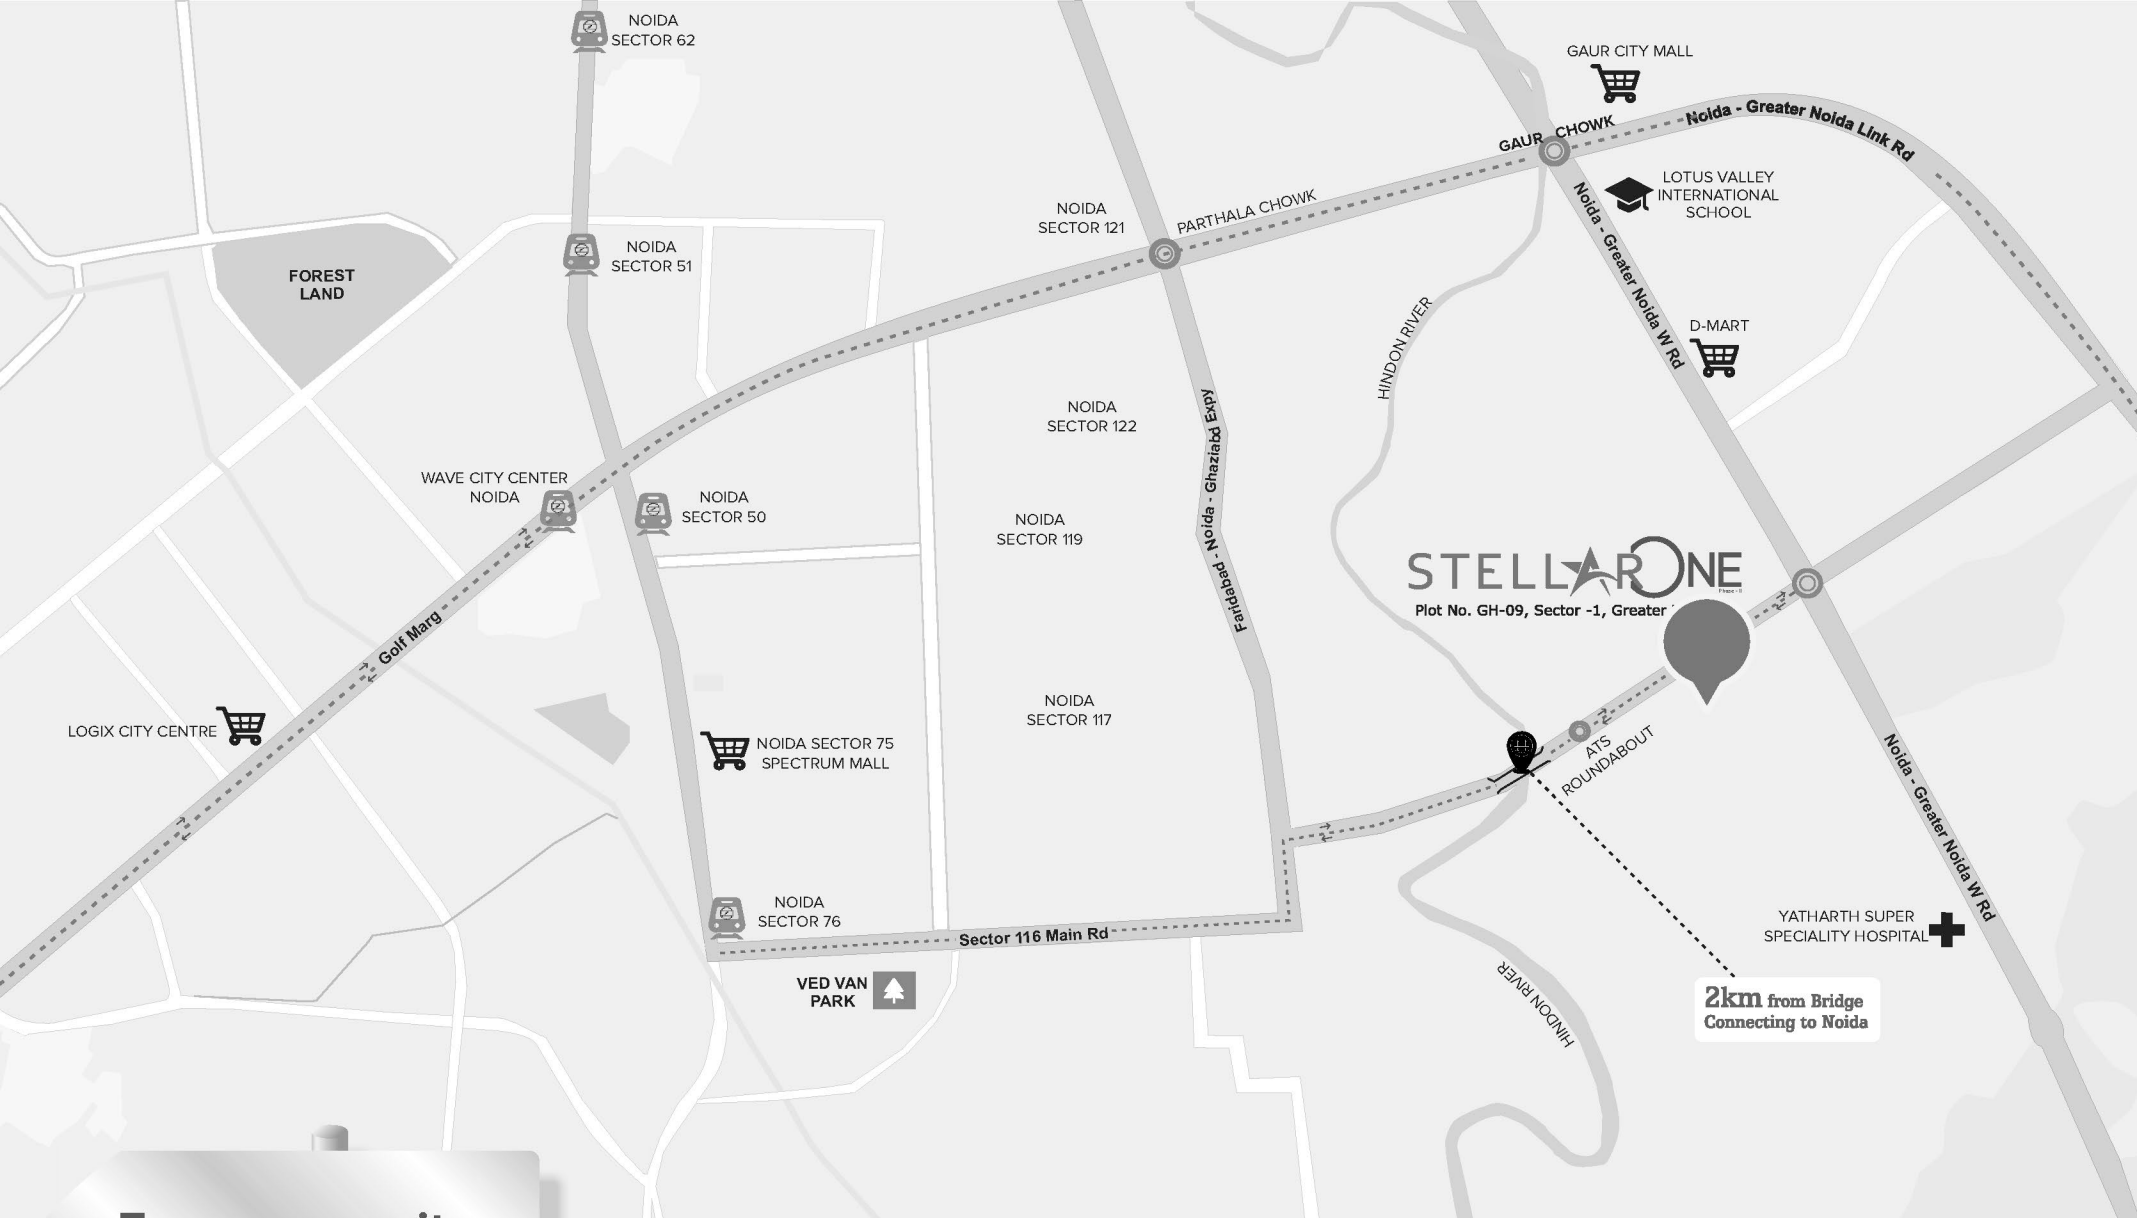 NOIDA
SECTOR 62
GAUR CITY MALL
GAUR CHOWK
Noida - Greater Noida Link Rd
LOTUS VALLEY
INTERNATIONAL
SCHOOL
NOIDA
SECTOR 121
PARTHALA CHOWK
NOIDA
SECTOR 51
FOREST
LAND
Noida - Greater Noida W Rd
HINDON RIVER
D-MART
NOIDA
SECTOR 122
Faridabad - Noida - Ghaziabd Expy
WAVE CITY CENTER
NOIDA
NOIDA
SECTOR 50
NOIDA
SECTOR 119
STELLAR ONE
Phase - II
Plot No. GH-09, Sector -1, Greater
Golf Marg
LOGIX CITY CENTRE
NOIDA SECTOR 75
SPECTRUM MALL
NOIDA
SECTOR 117
ATS
ROUNDABOUT
Noida - Greater Noida W Rd
NOIDA
SECTOR 76
Sector 116 Main Rd
YATHARTH SUPER
SPECIALITY HOSPITAL
VED VAN
PARK
HINDON RIVER
2km from Bridge
Connecting to Noida